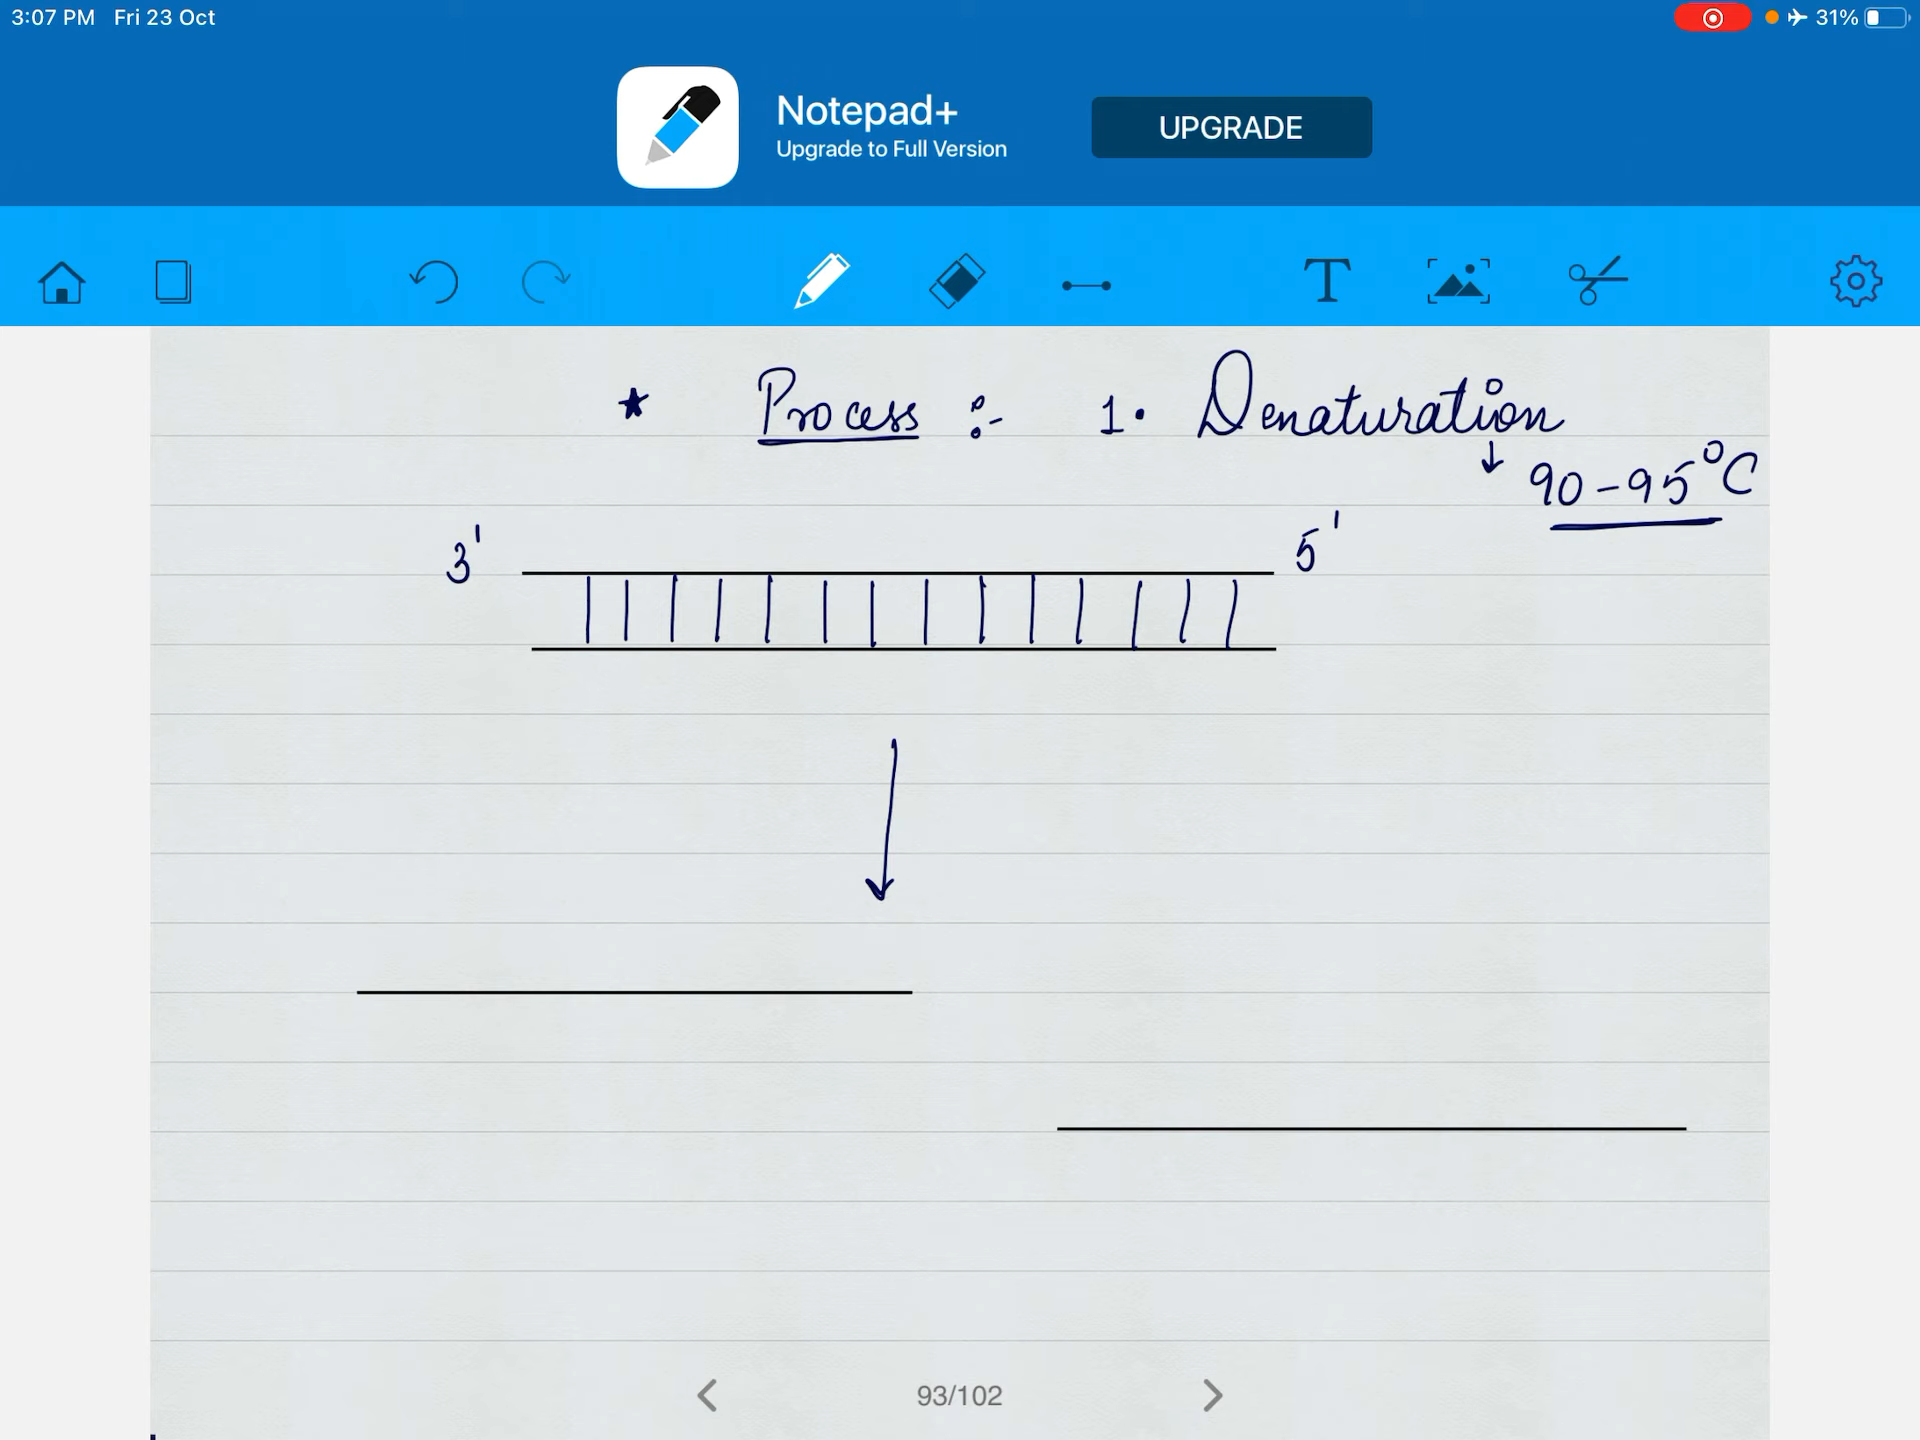 3:07 PM Fri 23 Oct 31%
Notepad+
Upgrade to Full Version
UPGRADE
T
★ Process :- 1. Denaturation
↓ 90-95°C
3' 5'
93/102